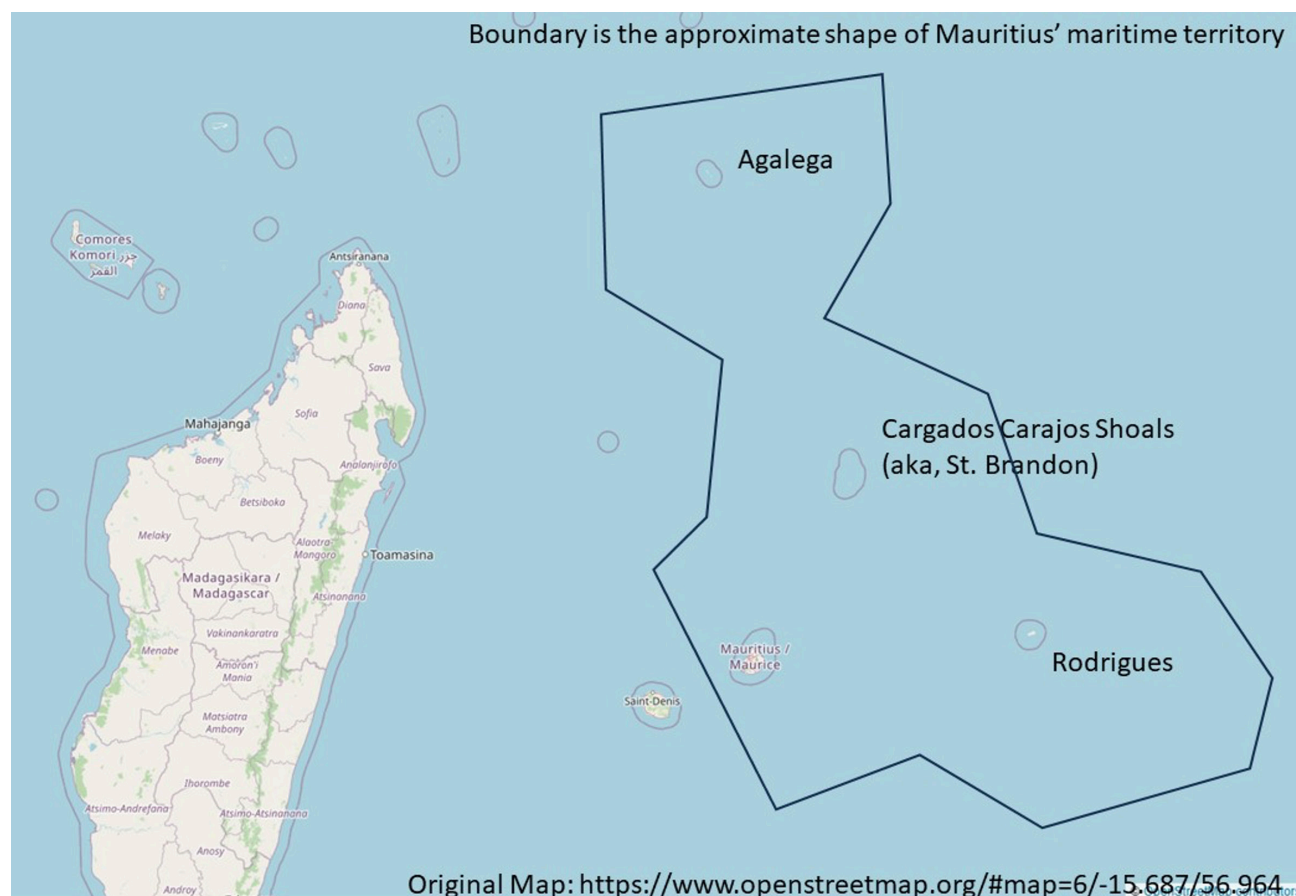 Boundary is the approximate shape of Mauritius’ maritime territory
Agalega
Comores
Komori جزر
القمر
Antsiranana
Diana
Sava
Mahajanga
Sofia
Boeny
Analanjirofo
Cargados Carajos Shoals
(aka, St. Brandon)
Betsiboka
Melaky
Alaotra
Mangoro
Toamasina
Madagasikara /
Madagascar
Atsinanana
Vakinankaratra
Menabe
Amoron'i
Mania
Mauritius /
Maurice
Rodrigues
Saint-Denis
Matsiatra
Ambony
Ihorombe
Atsimo-Andrefana
Atsimo-Atsinanana
Anosy
Androy
Original Map: https://www.openstreetmap.org/#map=6/-15.687/56.964
© OpenStreetMap contributors